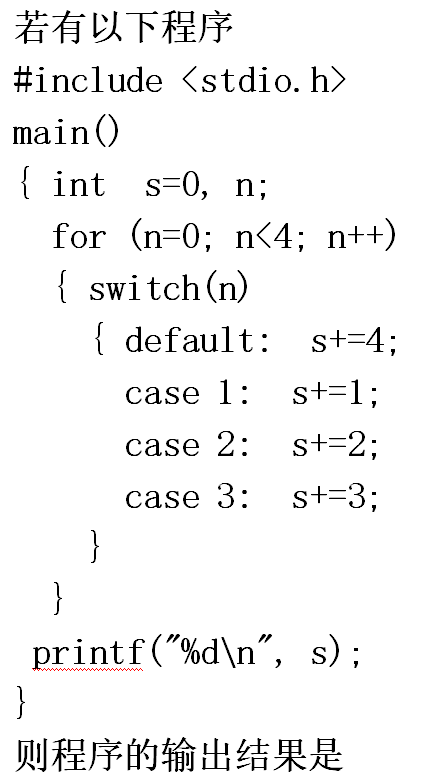 若有以下程序
#include <stdio.h>
main()
{ int  s=0, n;
  for (n=0; n<4; n++)
  { switch(n)
    { default:  s+=4;
      case 1:  s+=1;
      case 2:  s+=2;
      case 3:  s+=3;
    }
  }
 printf("%d\n", s);
}
则程序的输出结果是